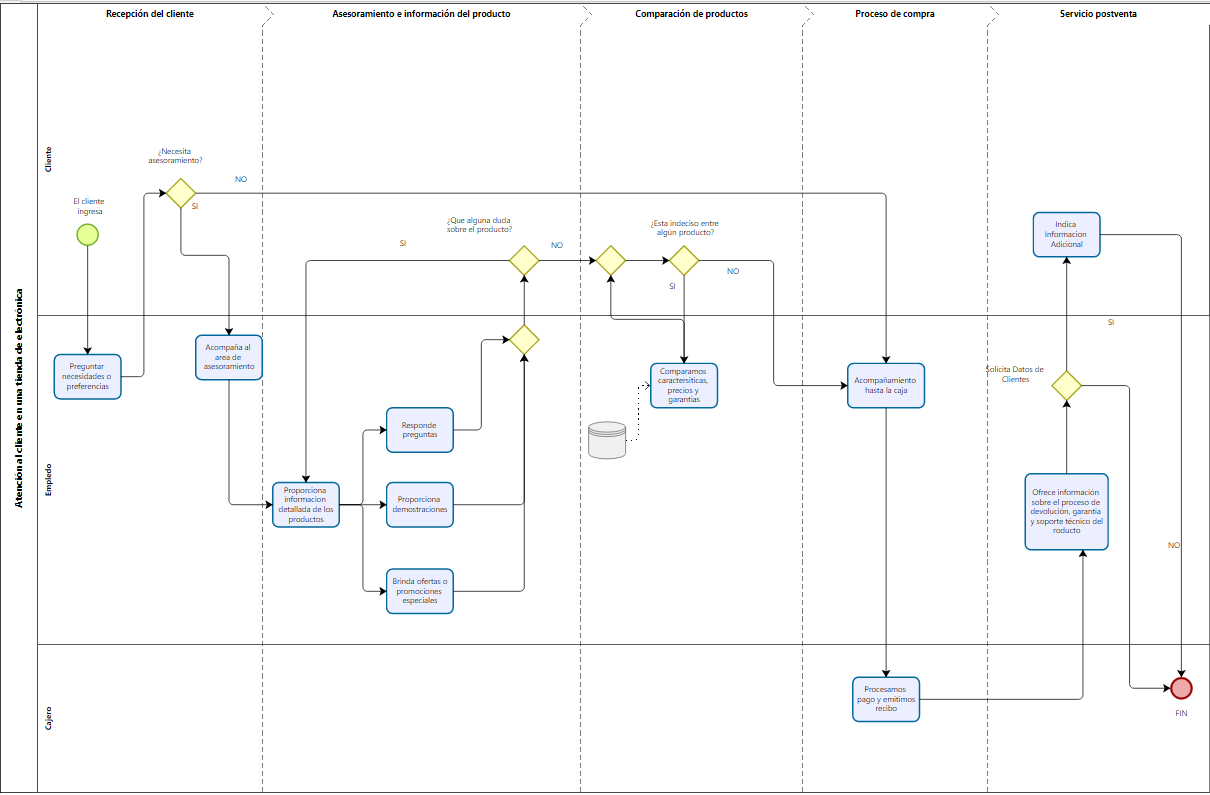 Recepción del cliente
Asesoramiento e información del producto
Comparación de productos
Proceso de compra
Servicio postventa
Atencion al cliente en una tienda de electrónica
Cliente
¿Necesita
asesoramiento?
NO
SI
El cliente
ingresa
¿Que alguna duda
sobre el producto?
SI
NO
¿Esta indeciso entre
algún producto?
SI
NO
Indica
Informacion
Adicional
Empledo
Preguntar
necesidades o
preferencias
Acompaña al
area de
asesoramiento
Proporciona
informacion
detallada de los
productos
Responde
preguntas
Proporciona
demostraciones
Brinda ofertas o
promociones
especiales
Comparamos
caractersiticas,
precios y
garantias
Acompañamiento
hasta la caja
SI
Solicita Datos de
Clientes
Ofrece información
sobre el proceso de
devolución, garantía
y soporte técnico del
roducto
NO
Cajero
Procesamos
pago y emitimos
recibo
FIN